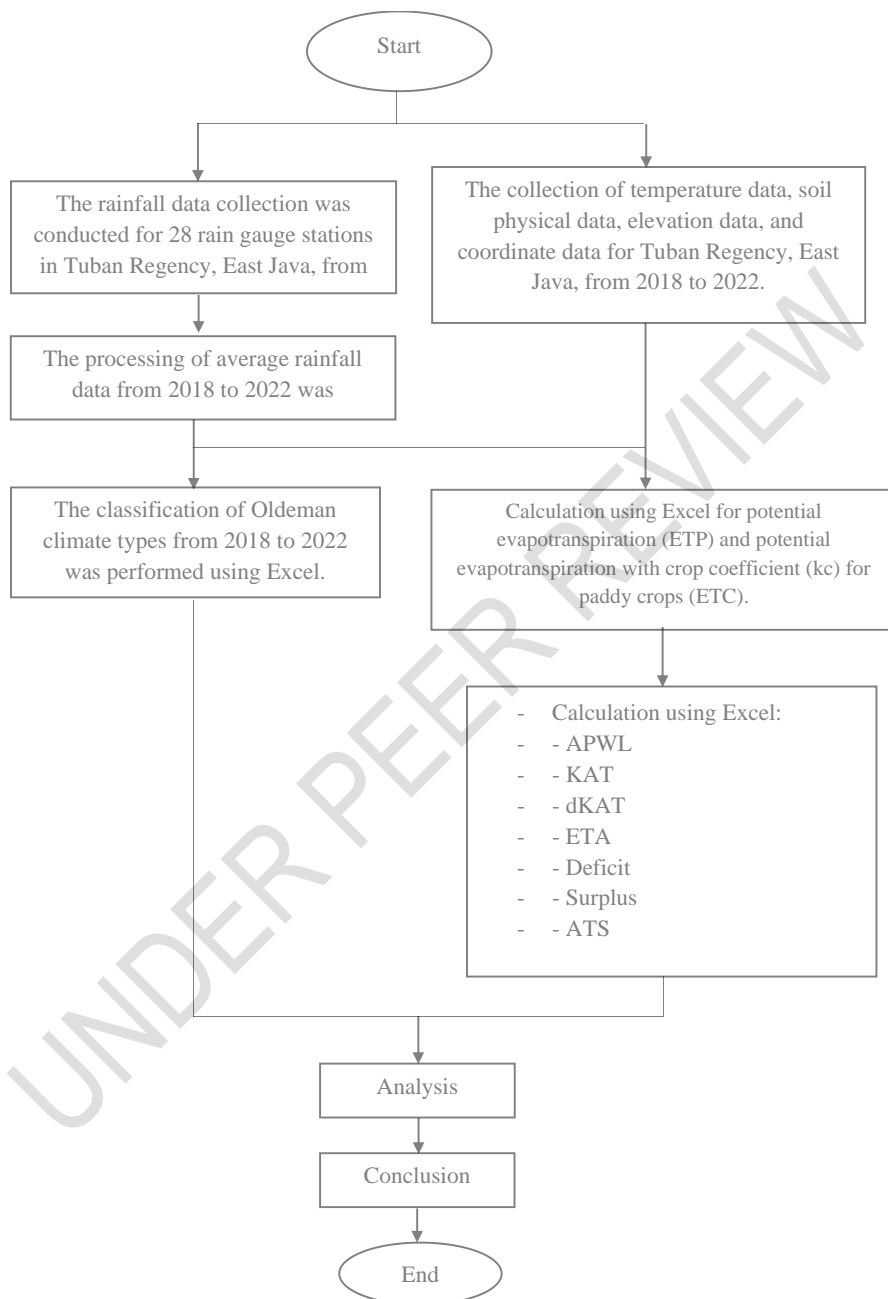 Start
The rainfall data collection was
conducted for 28 rain gauge stations
in Tuban Regency, East Java, from
The collection of temperature data, soil
physical data, elevation data, and
coordinate data for Tuban Regency, East
Java, from 2018 to 2022.
The processing of average rainfall
data from 2018 to 2022 was
The classification of Oldeman
climate types from 2018 to 2022
was performed using Excel.
Calculation using Excel for potential
evapotranspiration (ETP) and potential
evapotranspiration with crop coefficient (kc) for
paddy crops (ETC).
- Calculation using Excel:
- - APWL
- - KAT
- - dKAT
- - ETA
- - Deficit
- - Surplus
- - ATS
Analysis
Conclusion
End
UNDER PEER REVIEW